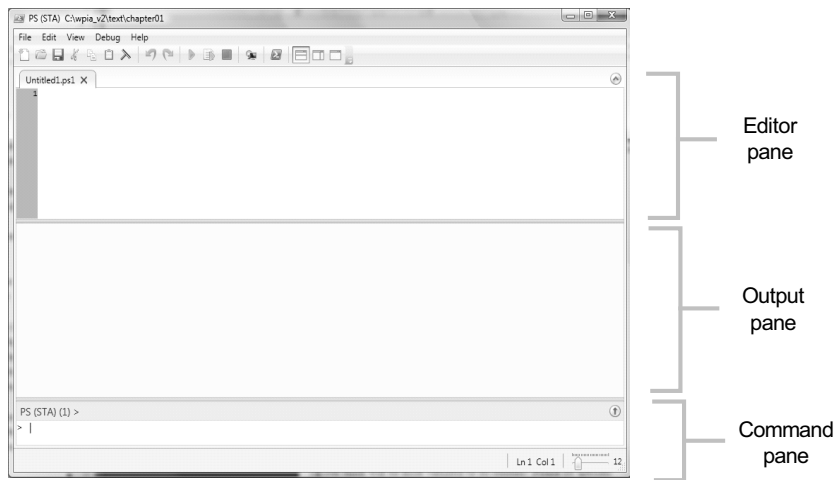 PS (STA) C:\wpia_v2\text\chapter01
File Edit View Debug Help
Untitled1.ps1 X
1
Editor
pane
Output
pane
PS (STA) (1) >
> |
Command
pane
Ln 1 Col 1 12